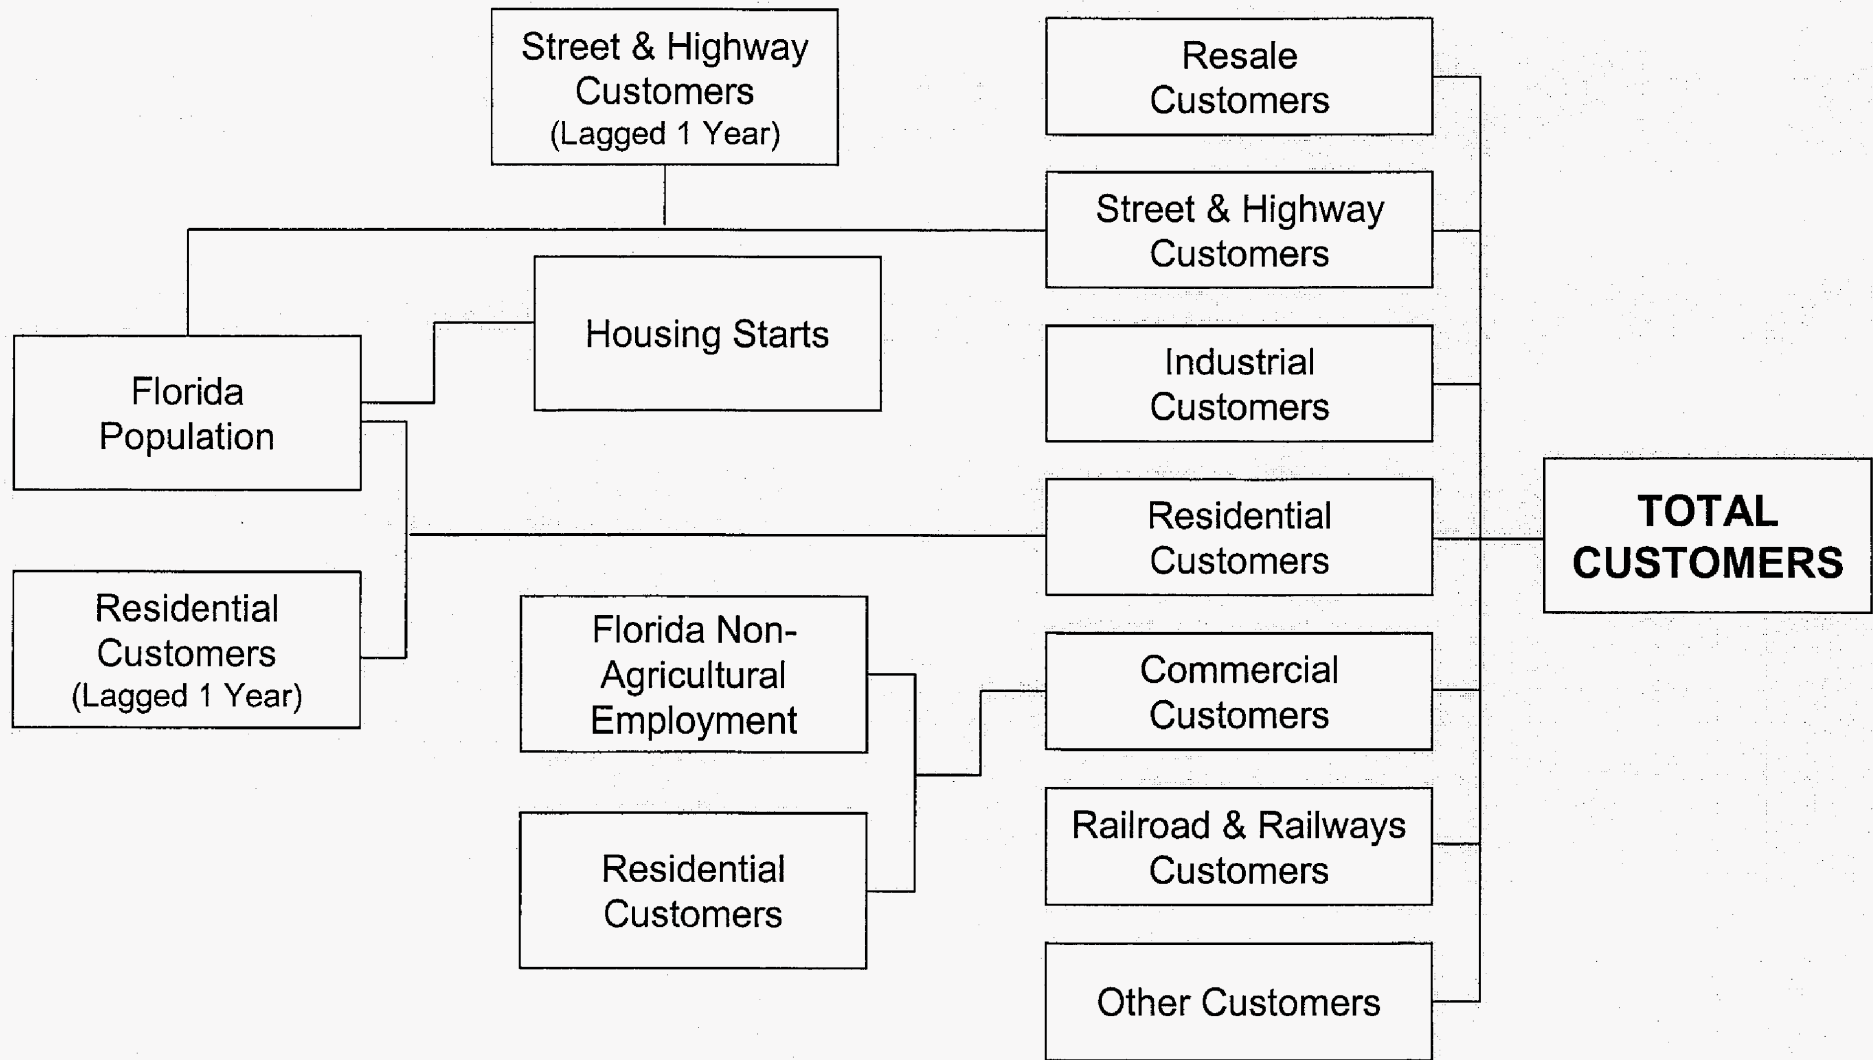 Street & Highway
Customers
(Lagged 1 Year)
Resale
Customers
Street & Highway
Customers
Housing Starts
Industrial
Customers
Florida
Population
Residential
Customers
TOTAL
CUSTOMERS
Residential
Customers
(Lagged 1 Year)
Florida Non-
Agricultural
Employment
Commercial
Customers
Railroad & Railways
Customers
Residential
Customers
Other Customers